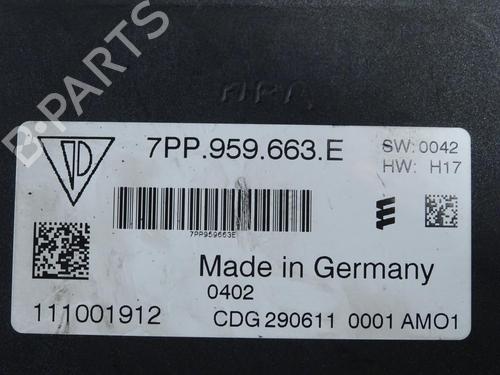 B-PARTS
7PP.959.663.E
SW:0042
HW: H17
7PP959663E
Made in Germany
0402
111001912
CDG 290611 0001 AMO1